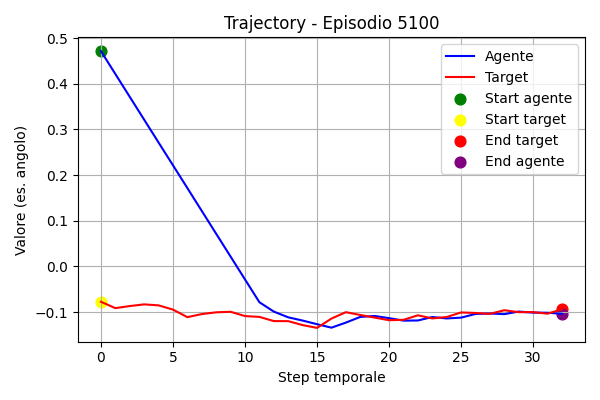 Trajectory - Episodio 5100
Valore (es. angolo)
0.5
0.4
0.3
0.2
0.1
0.0
−0.1
Agente
Target
Start agente
Start target
End target
End agente
0 5 10 15 20 25 30
Step temporale